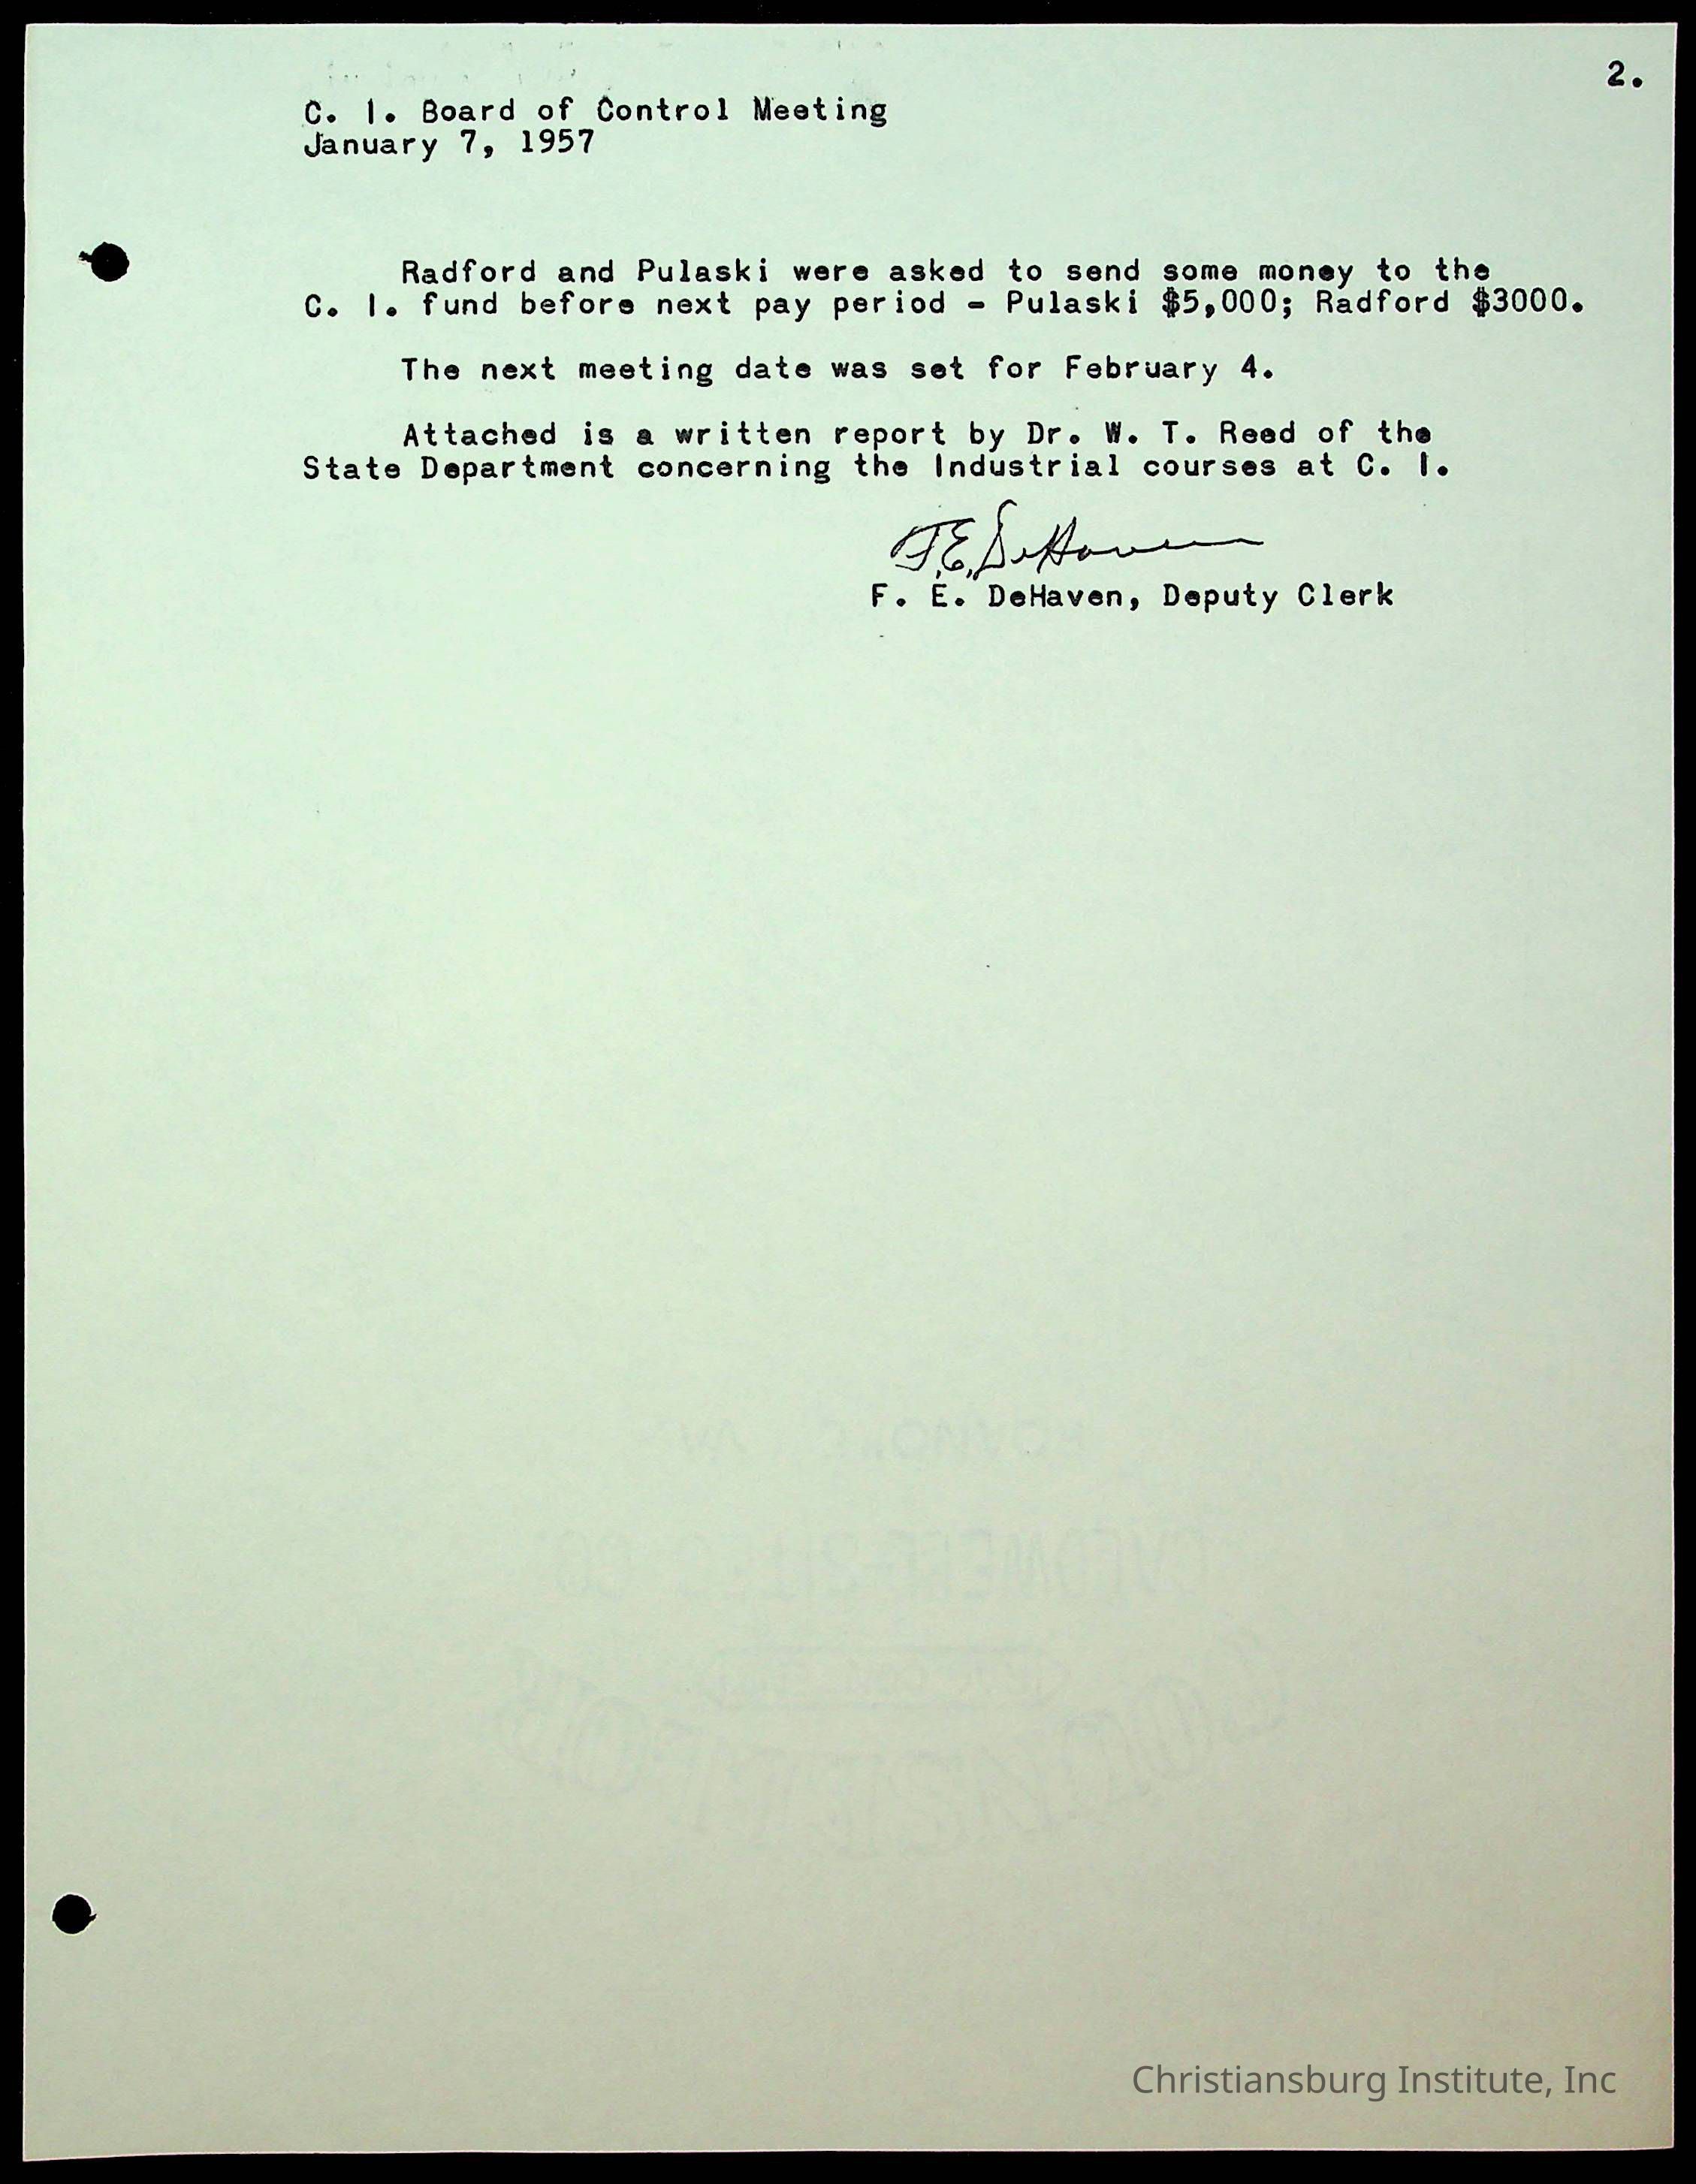 2.
C. I. Board of Control Meeting
January 7, 1957
Radford and Pulaski were asked to send some money to the
C. I. fund before next pay period - Pulaski $5,000; Radford $3000.
The next meeting date was set for February 4.
Attached is a written report by Dr. W. T. Reed of the
State Department concerning the Industrial courses at C. I.
F.E. DeHaven
F. E. DeHaven, Deputy Clerk
Christiansburg Institute, Inc